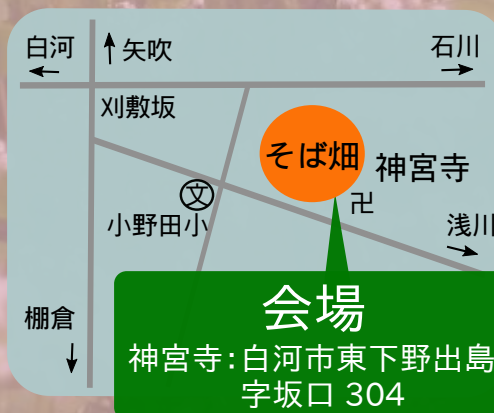 白河
矢吹
石川
刈敷坂
そば畑
神宮寺
卍
文
小野田小
浅川
棚倉
会場
神宮寺:白河市東下野出島
字坂口 304